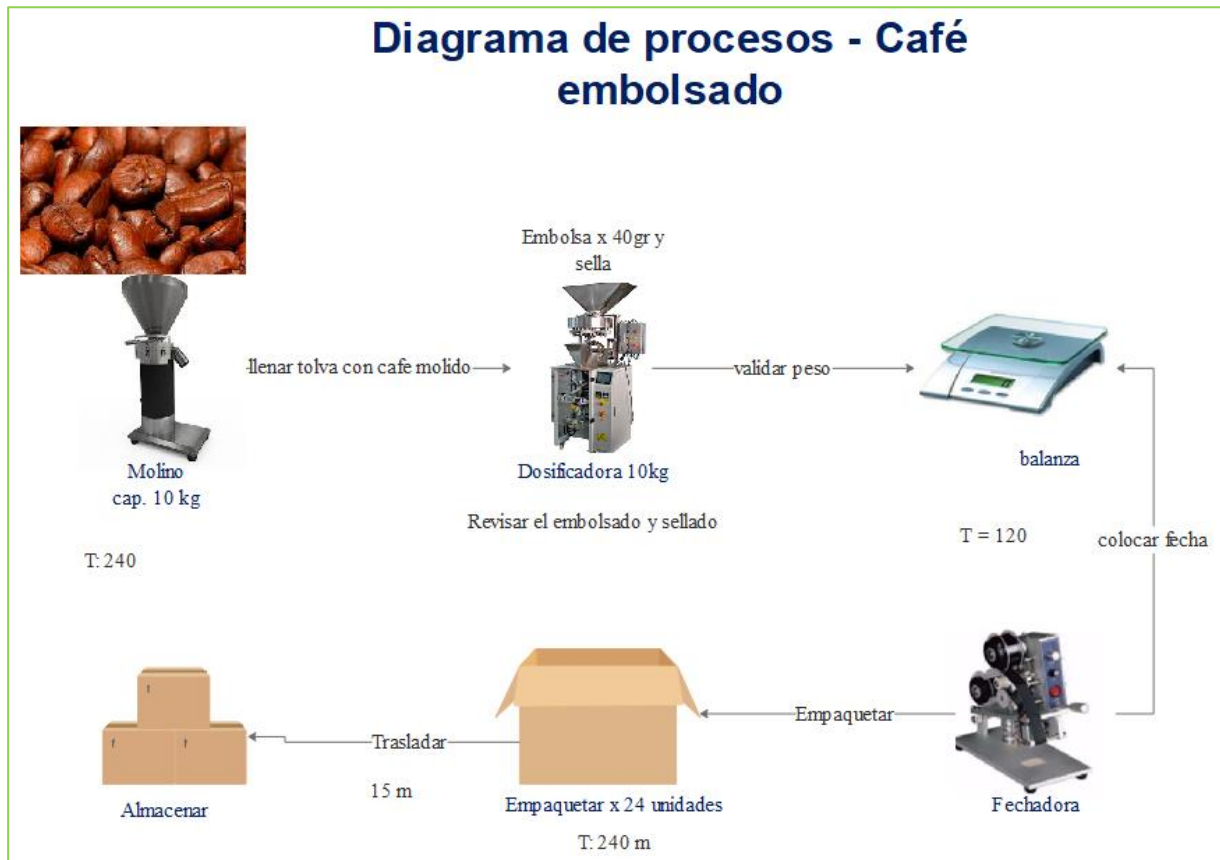 Diagrama de procesos - Café
embolsado
Embolsa x 40gr y
sella
llenar tolva con café molido
validar peso
Molino
cap. 10 kg
Dosificadora 10kg
balanza
Revisar el embolsado y sellado
T: 240
T = 120
colocar fecha
Empaquetar
Trasladar
15 m
Almacenar
Empaquetar x 24 unidades
Fechadora
T: 240 m